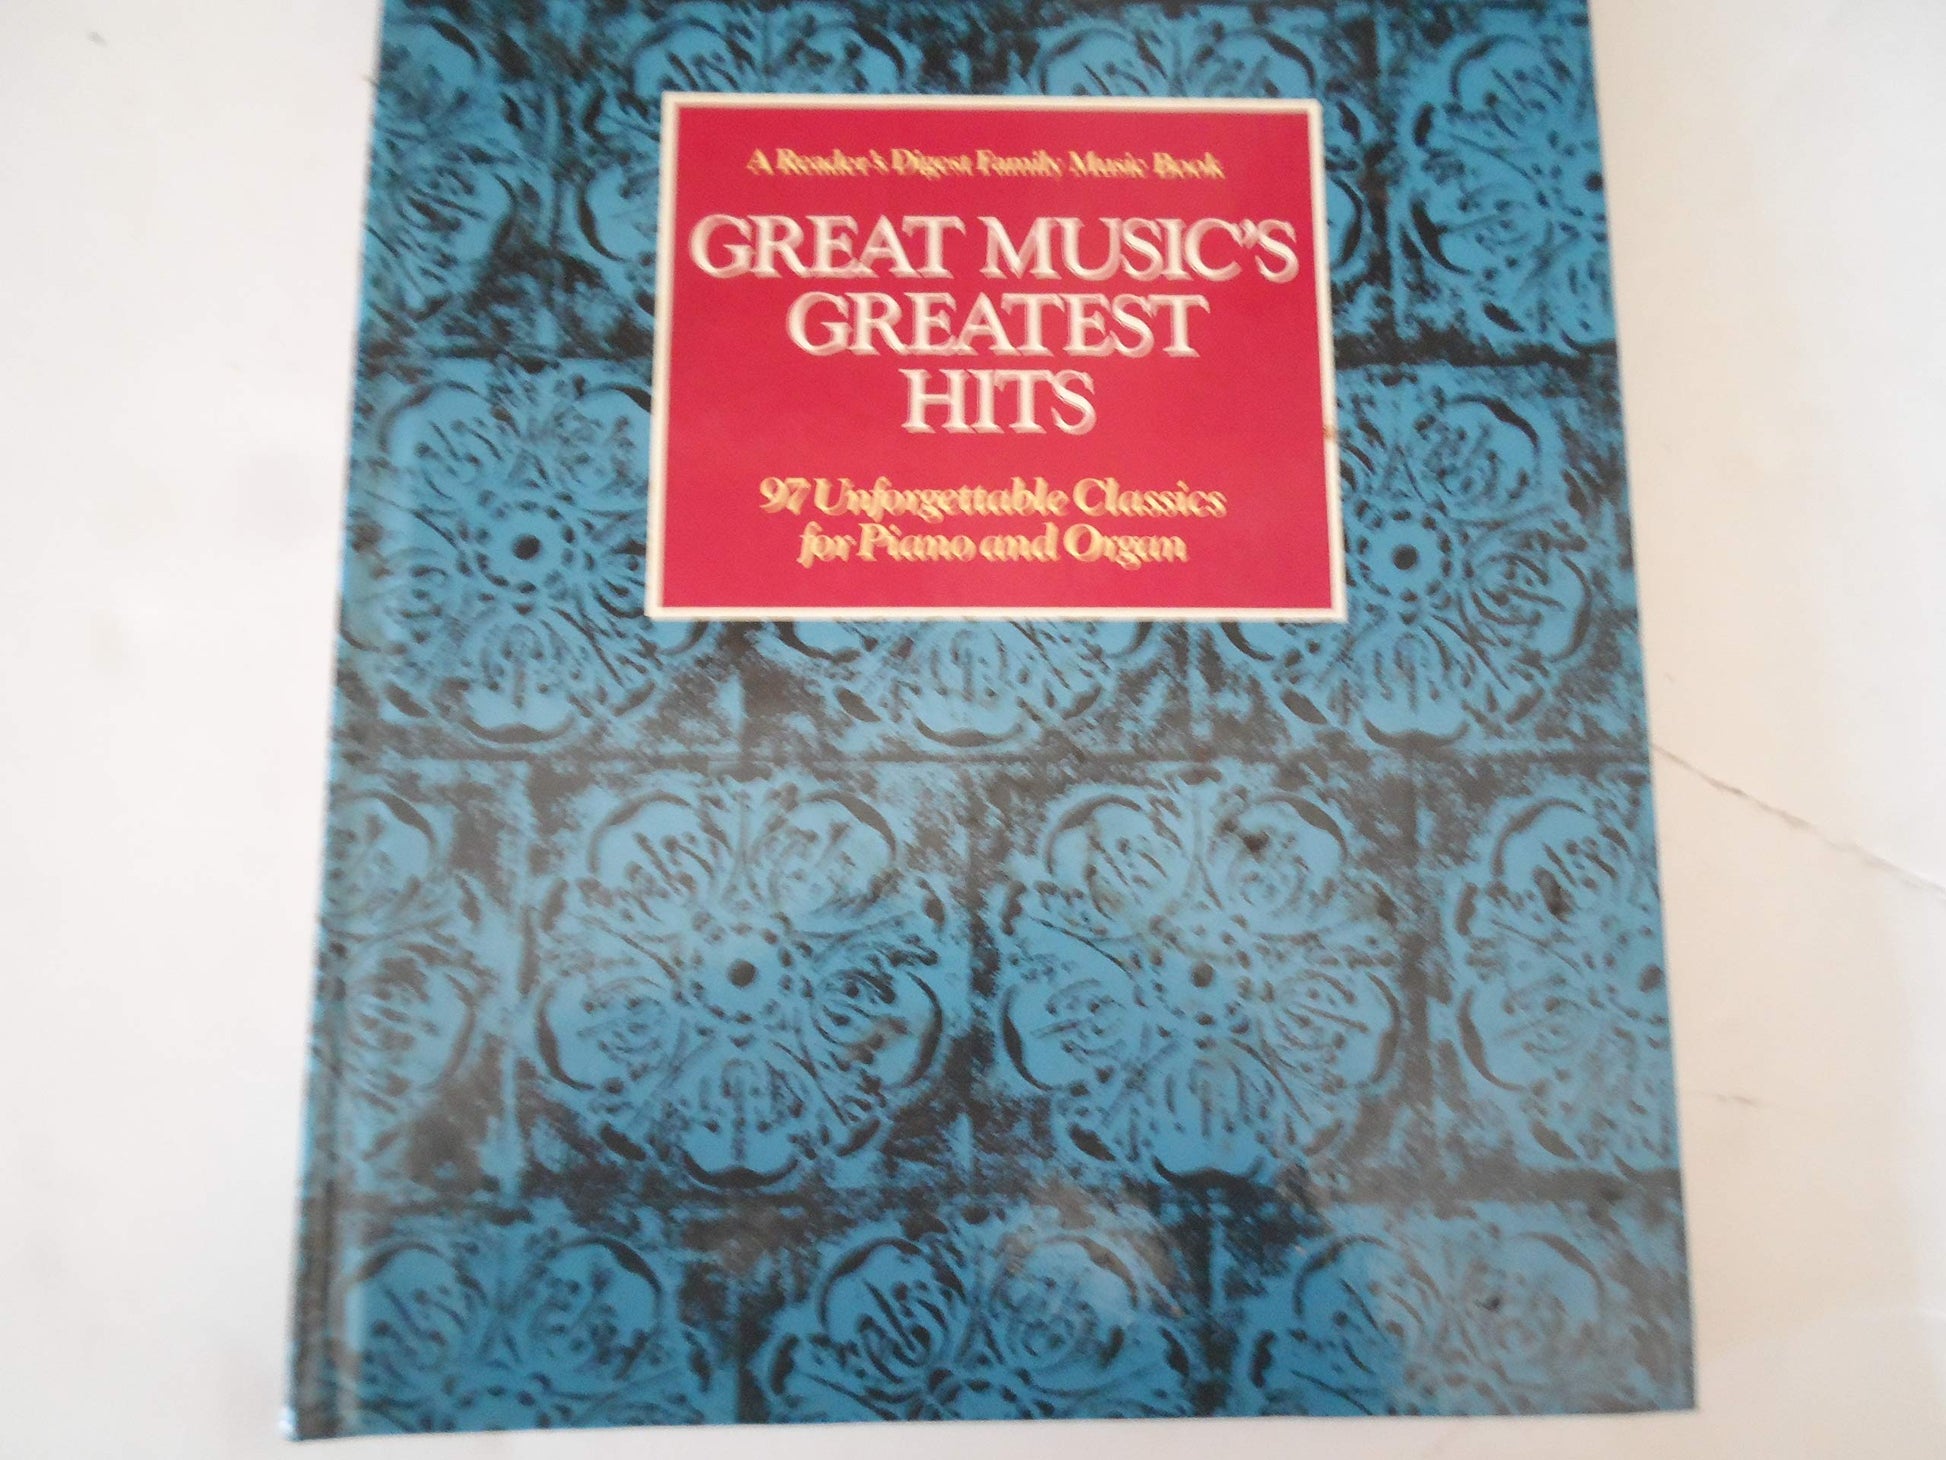 A Reader's Digest Family Music Book
GREAT MUSIC'S
GREATEST
HITS
97 Unforgettable Classics
for Piano and Organ